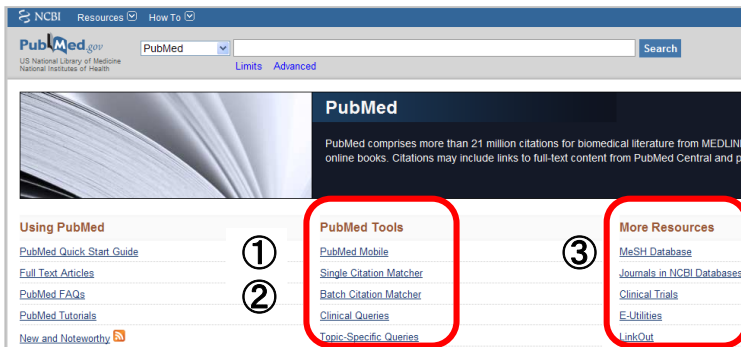 NCBI Resources How To
PubMed.gov
US National Library of Medicine
National Institutes of Health
PubMed
Search
Limits Advanced
PubMed
PubMed comprises more than 21 million citations for biomedical literature from MEDLIN
online books. Citations may include links to full-text content from PubMed Central and p
Using PubMed
PubMed Quick Start Guide
Full Text Articles
PubMed FAQs
PubMed Tutorials
New and Noteworthy
①
②
PubMed Tools
PubMed Mobile
Single Citation Matcher
Batch Citation Matcher
Clinical Queries
Topic-Specific Queries
③
More Resources
MeSH Database
Journals in NCBI Databases
Clinical Trials
E-Utilities
LinkOut